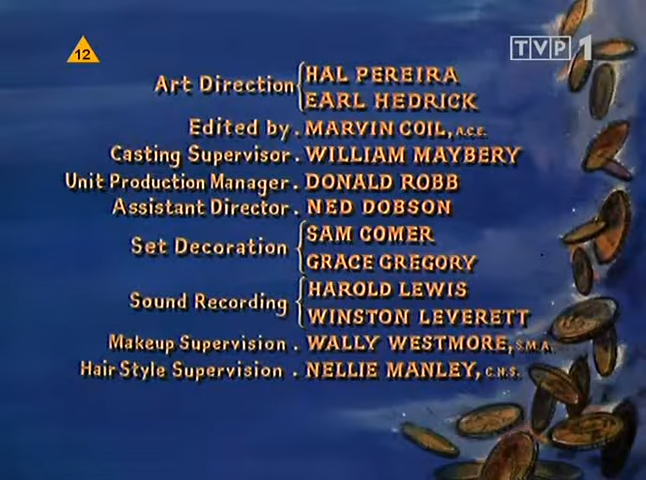 12
TVP 1
Art Direction HAL PEREIRA
EARL HEDRICK
Edited by. MARVIN COIL, A.C.E.
Casting Supervisor. WILLIAM MAYBERY
Unit Production Manager. DONALD ROBB
Assistant Director. NED DOBSON
Set Decoration SAM COMER
GRACE GREGORY
Sound Recording HAROLD LEWIS
WINSTON LEVERETT
Makeup Supervision. WALLY WESTMORE, S.M.A.
Hair Style Supervision. NELLIE MANLEY, C.H.S.